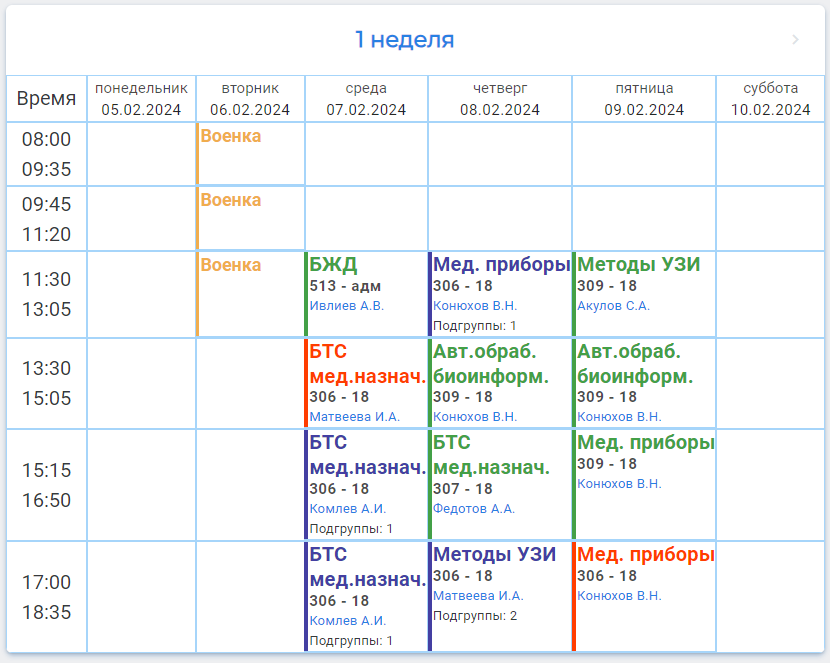 1 неделя
Время
понедельник
05.02.2024
вторник
06.02.2024
среда
07.02.2024
четверг
08.02.2024
пятница
09.02.2024
суббота
10.02.2024
08:00
09:35
Военка
09:45
11:20
Военка
11:30
13:05
Военка
БЖД
513 - адм
Ивлиев А.В.
Мед. приборы
306 - 18
Конюхов В.Н.
Подгруппы: 1
Методы УЗИ
309 - 18
Акулов С.А.
13:30
15:05
БТС
мед.назнач.
306 - 18
Матвеева И.А.
Авт.обраб.
биоинформ.
309 - 18
Конюхов В.Н.
Авт.обраб.
биоинформ.
309 - 18
Конюхов В.Н.
15:15
16:50
БТС
мед.назнач.
306 - 18
Комлев А.И.
Подгруппы: 1
БТС
мед.назнач.
307 - 18
Федотов А.А.
Мед. приборы
309 - 18
Конюхов В.Н.
17:00
18:35
БТС
мед.назнач.
306 - 18
Комлев А.И.
Подгруппы: 1
Методы УЗИ
306 - 18
Матвеева И.А.
Подгруппы: 2
Мед. приборы
306 - 18
Конюхов В.Н.